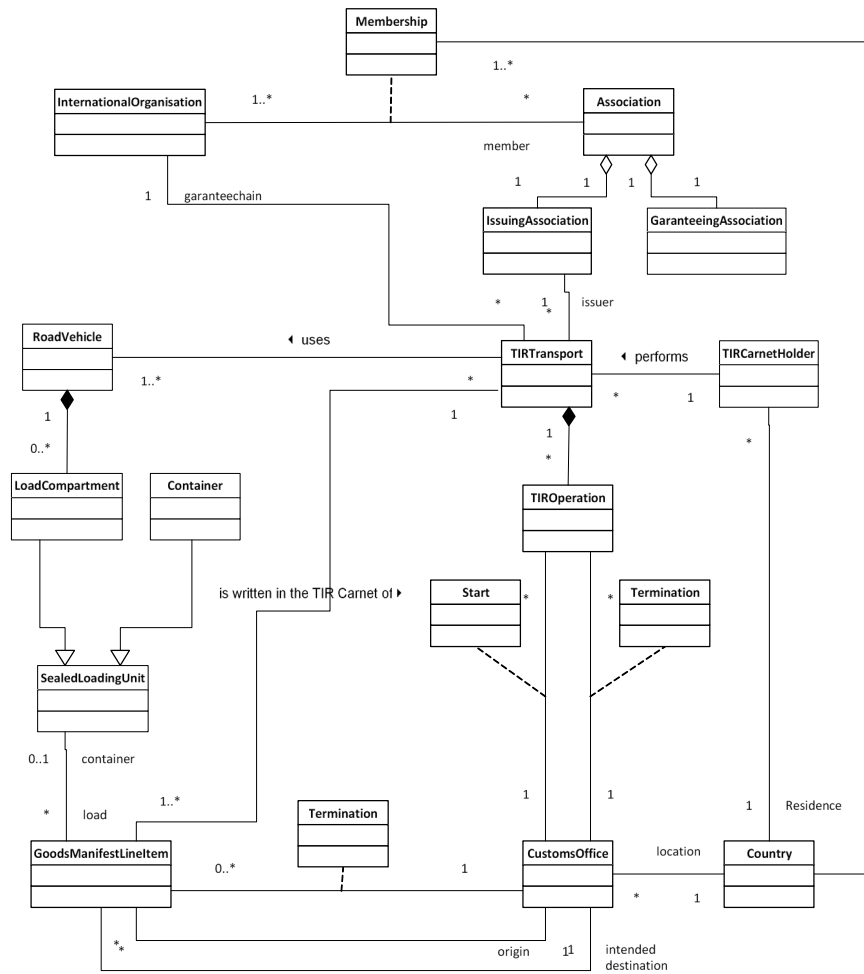 Membership
1..*
InternationalOrganisation
1..*
*
Association
member
1
garanteechain
1
1
1
1
IssuingAssociation
GaranteeingAssociation
*
1
issuer
*
RoadVehicle
uses
TIRTransport
performs
TIRCarnetHolder
1..*
*
*
1
1
1
1
*
0..*
*
LoadCompartment
Container
TIROperation
is written in the TIR Carnet of
Start
*
*
Termination
SealedLoadingUnit
0..1
container
*
load
1..*
1
1
1
Residence
Termination
GoodsManifestLineItem
0..*
1
CustomsOffice
location
Country
*
1
*
*
origin
1
1
intended
destination